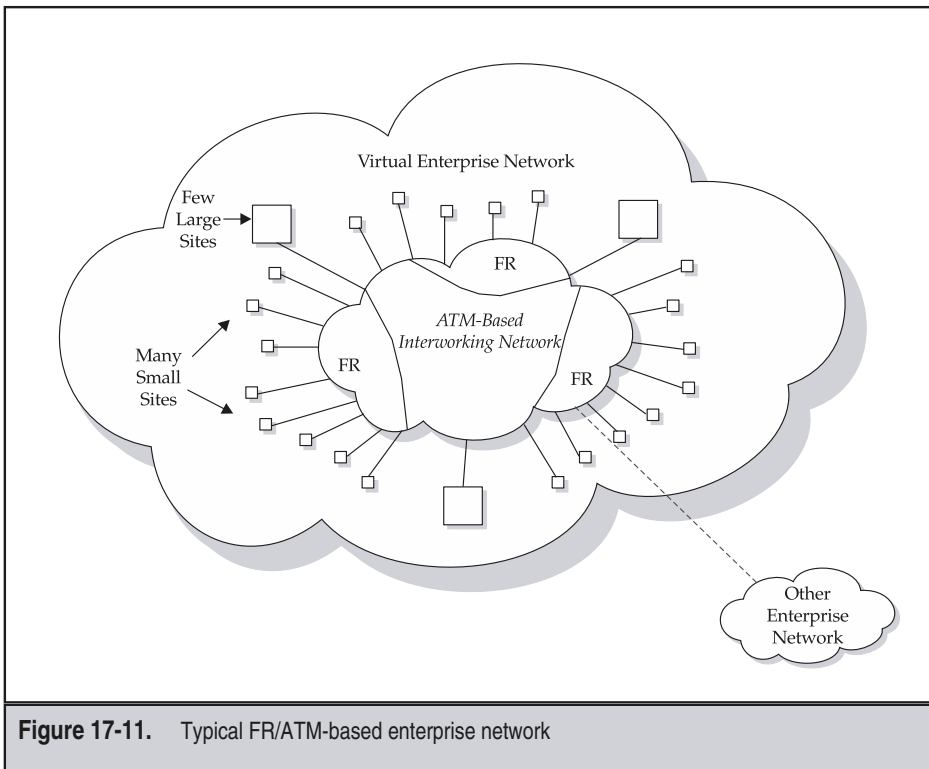 Virtual Enterprise Network
Few
Large
Sites
FR
ATM-Based
Interworking Network
Many
Small
Sites
FR
FR
Other
Enterprise
Network
Figure 17-11. Typical FR/ATM-based enterprise network